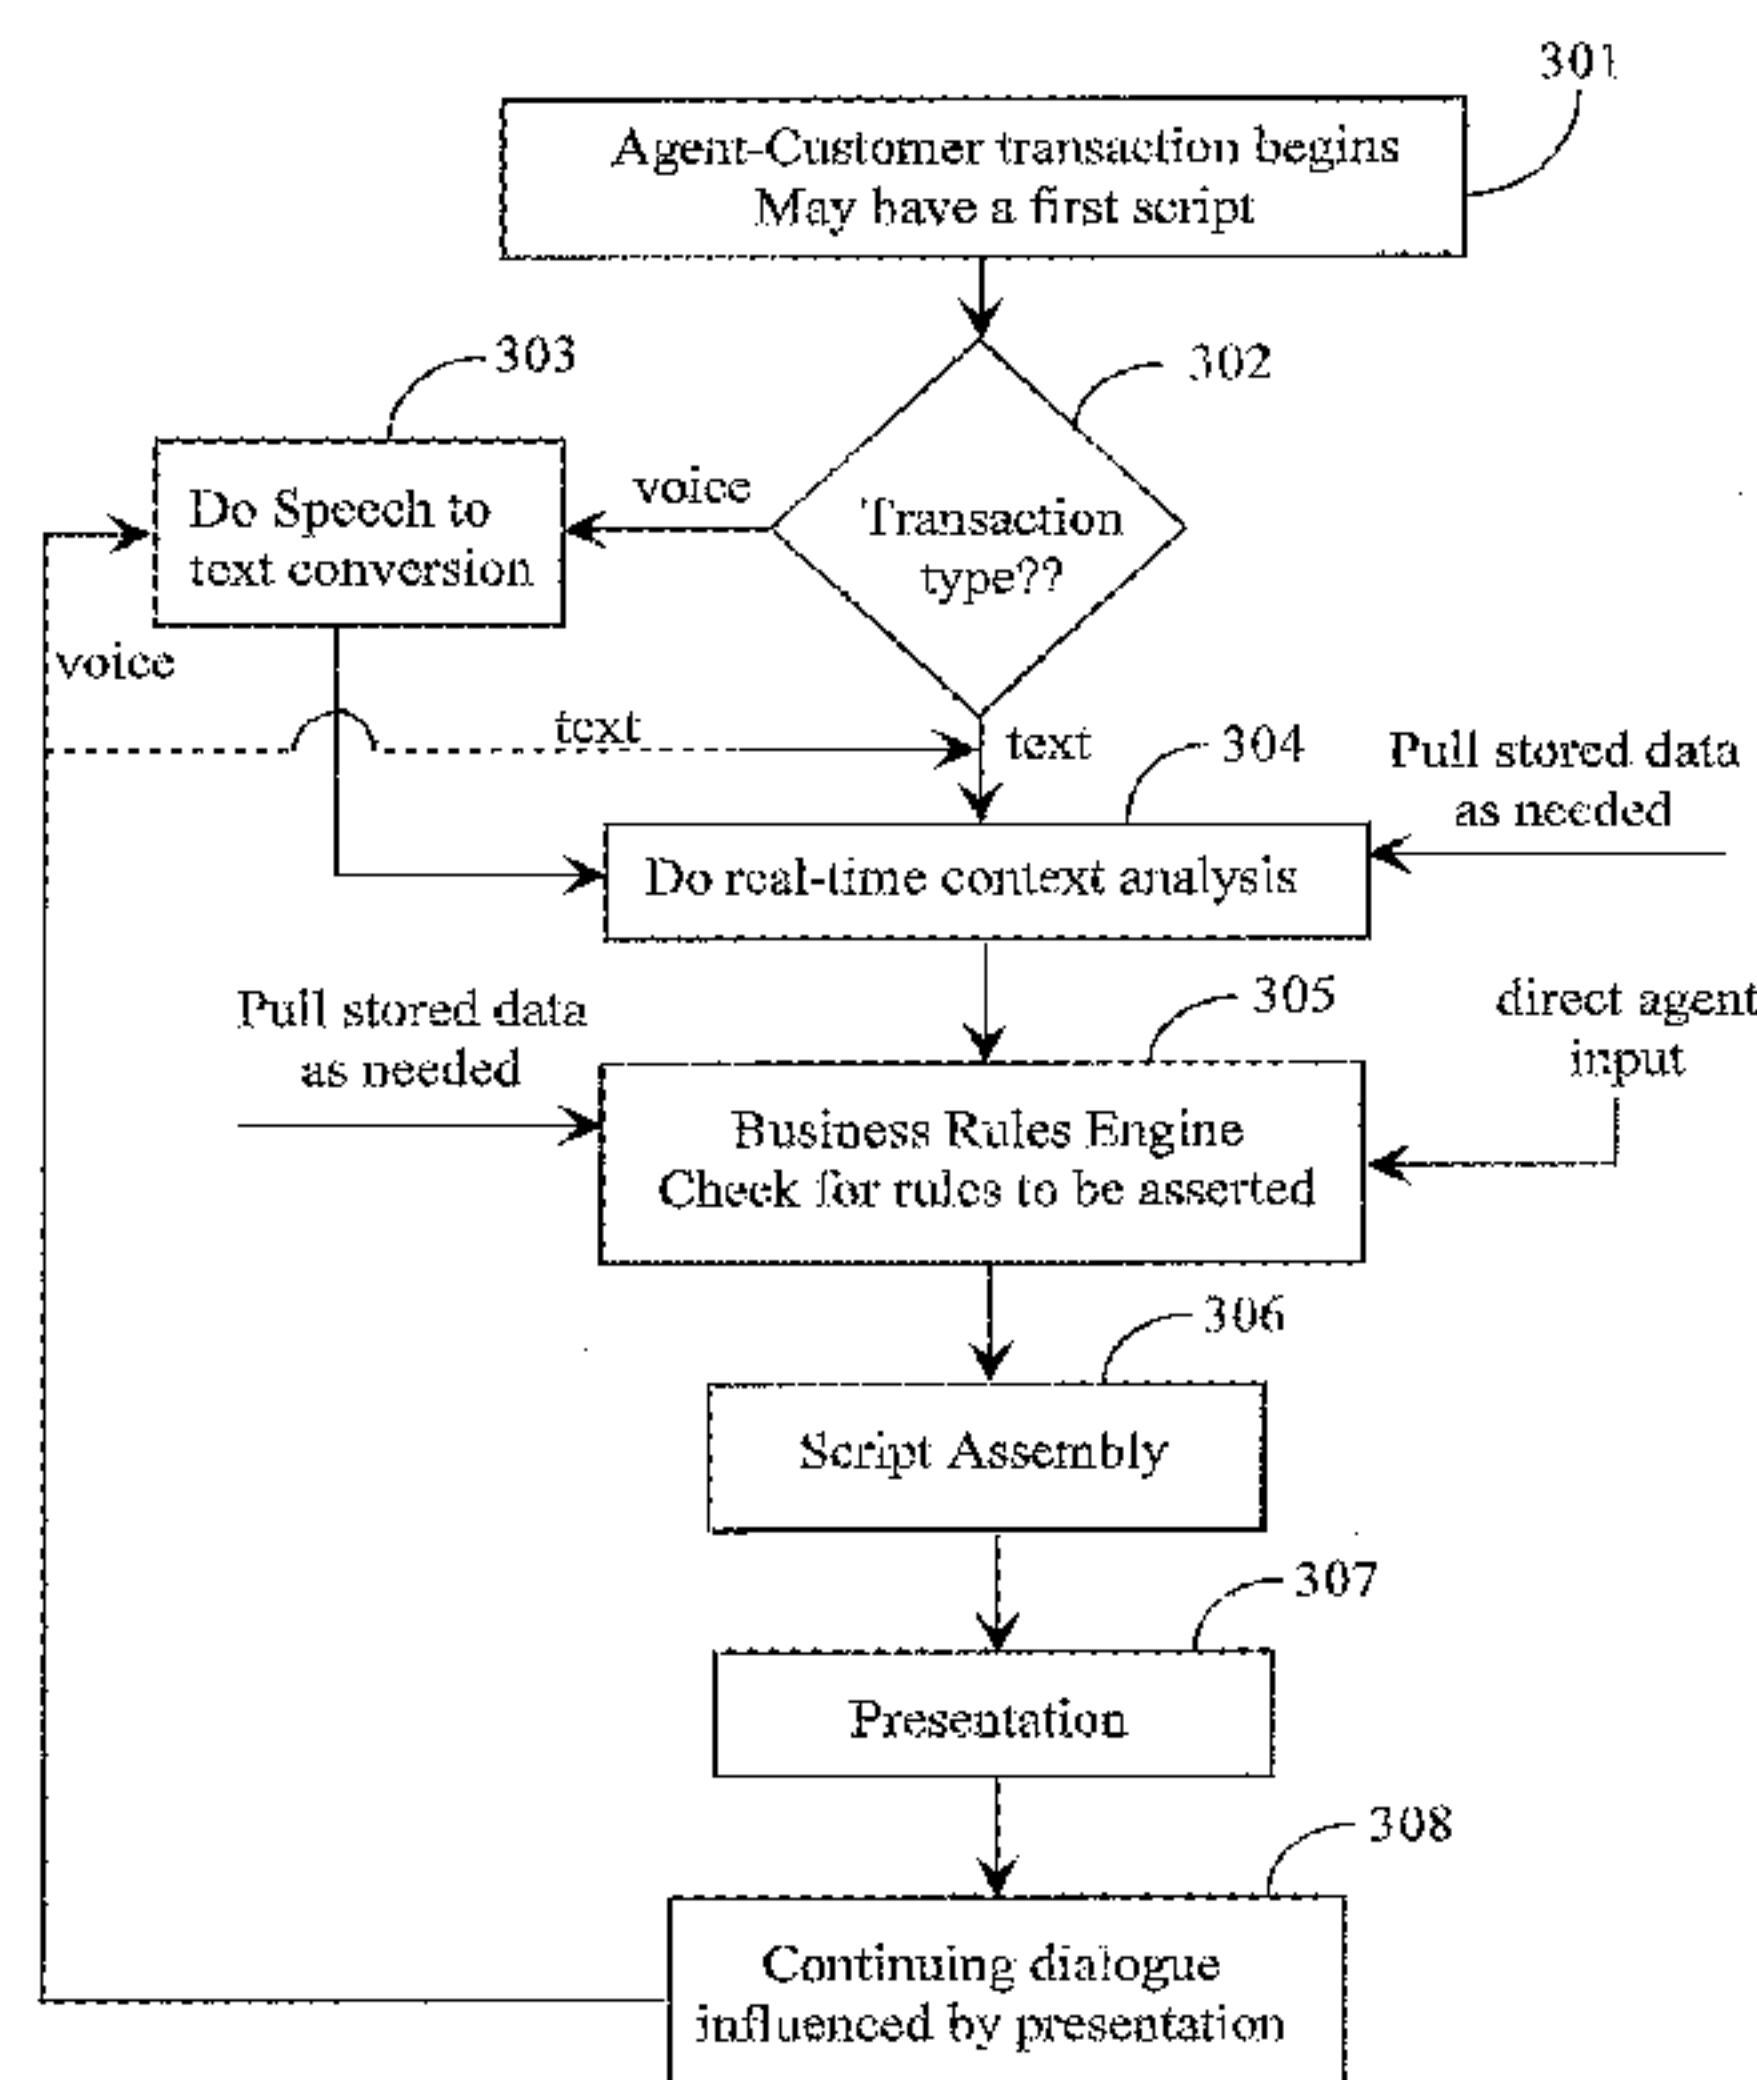 301
Agent-Customer transaction begins
May have a first script
303
302
voice
Do Speech to
text conversion
Transaction
type??
voice
text
text
304
Pull stored data
as needed
Do real-time context analysis
305
Pull stored data
as needed
direct agent
input
Business Rules Engine
Check for rules to be asserted
306
Script Assembly
307
Presentation
308
Continuing dialogue
influenced by presentation